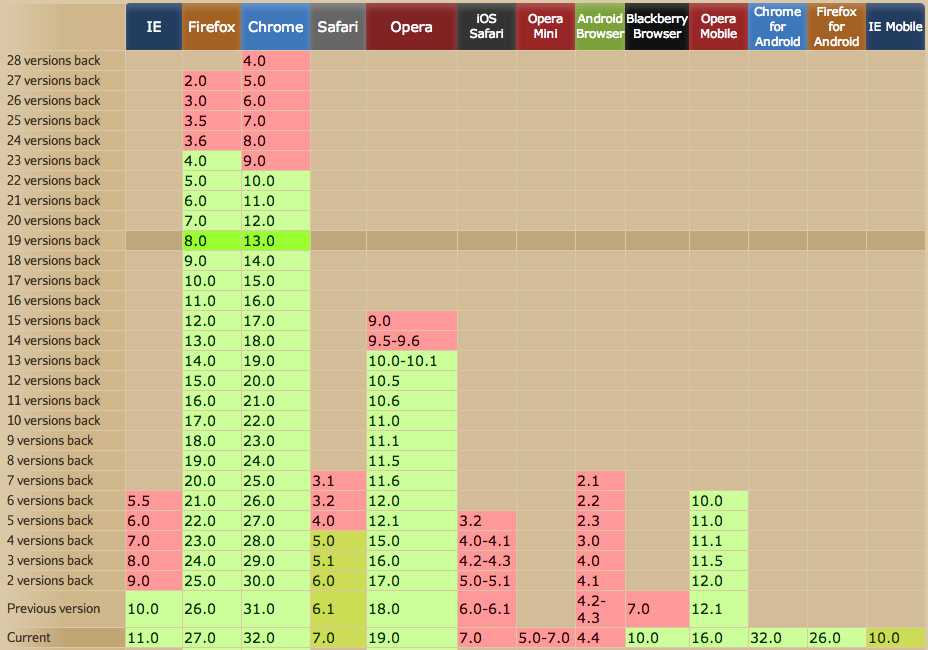 IE Firefox Chrome Safari Opera iOS Safari Opera Mini Android Browser Blackberry Browser Opera Mobile Chrome for Android Firefox for Android IE Mobile
28 versions back 4.0
27 versions back 2.0 5.0
26 versions back 3.0 6.0
25 versions back 3.5 7.0
24 versions back 3.6 8.0
23 versions back 4.0 9.0
22 versions back 5.0 10.0
21 versions back 6.0 11.0
20 versions back 7.0 12.0
19 versions back 8.0 13.0
18 versions back 9.0 14.0
17 versions back 10.0 15.0
16 versions back 11.0 16.0
15 versions back 12.0 17.0 9.0
14 versions back 13.0 18.0 9.5-9.6
13 versions back 14.0 19.0 10.0-10.1
12 versions back 15.0 20.0 10.5
11 versions back 16.0 21.0 10.6
10 versions back 17.0 22.0 11.0
9 versions back 18.0 23.0 11.1
8 versions back 19.0 24.0 11.5
7 versions back 20.0 25.0 3.1 11.6 2.1
6 versions back 5.5 21.0 26.0 3.2 12.0 2.2 10.0
5 versions back 6.0 22.0 27.0 4.0 12.1 3.2 2.3 11.0
4 versions back 7.0 23.0 28.0 5.0 15.0 4.0-4.1 3.0 11.1
3 versions back 8.0 24.0 29.0 5.1 16.0 4.2-4.3 4.0 11.5
2 versions back 9.0 25.0 30.0 6.0 17.0 5.0-5.1 4.1 12.0
Previous version 10.0 26.0 31.0 6.1 18.0 6.0-6.1 4.2-4.3 7.0 12.1
Current 11.0 27.0 32.0 7.0 19.0 7.0 5.0-7.0 4.4 10.0 16.0 32.0 26.0 10.0